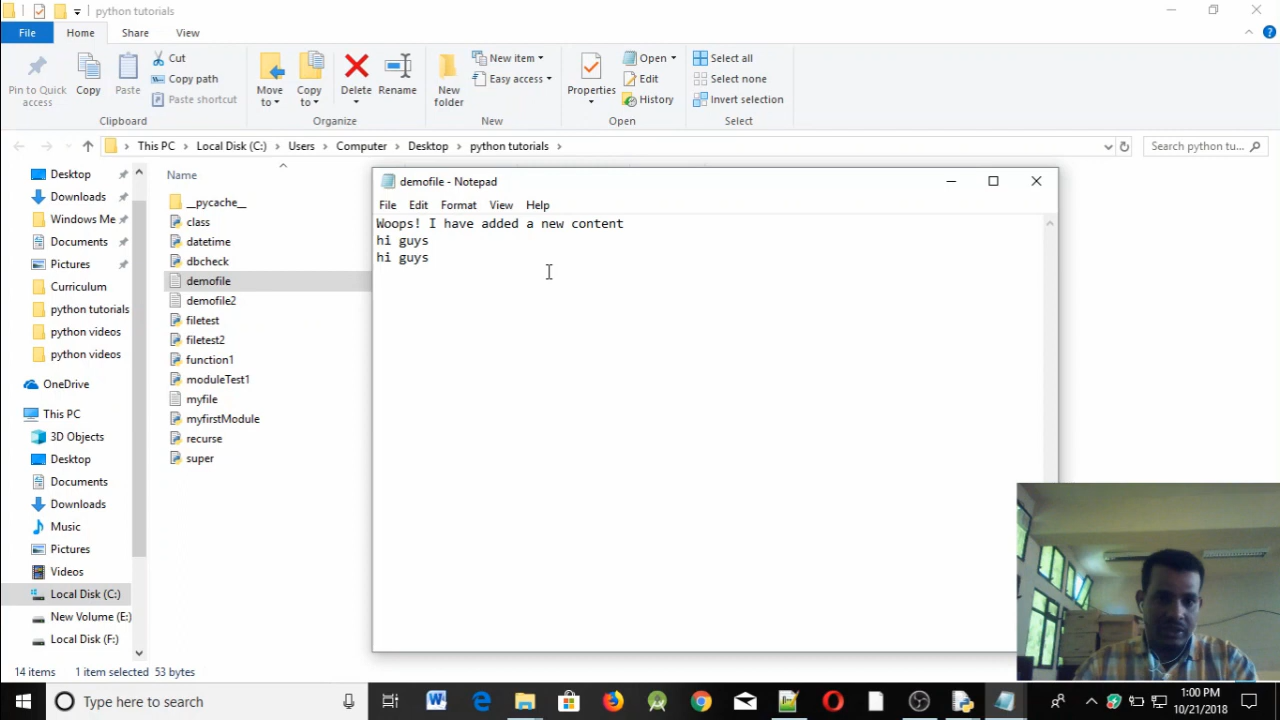 python tutorials
File Home Share View
Pin to Quick access
Copy
Paste
Cut
Copy path
Paste shortcut
Clipboard
Move to
Copy to
Delete
Rename
Organize
New folder
New item
Easy access
New
Properties
Open
Edit
History
Open
Select all
Select none
Invert selection
Select
This PC > Local Disk (C:) > Users > Computer > Desktop > python tutorials >
Search python tu...
Desktop
Downloads
Windows Me
Documents
Pictures
Curriculum
python tutorials
python videos
python videos
OneDrive
This PC
3D Objects
Desktop
Documents
Downloads
Music
Pictures
Videos
Local Disk (C:)
New Volume (E:)
Local Disk (F:)
Name
__pycache__
class
datetime
dbcheck
demofile
demofile2
filetest
filetest2
function1
moduleTest1
myfile
myfirstModule
recurse
super
demofile - Notepad
File Edit Format View Help
Woops! I have added a new content
hi guys
hi guys
14 items 1 item selected 53 bytes
Type here to search
1:00 PM
10/21/2018